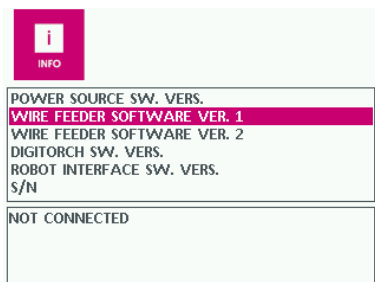 i
INFO
POWER SOURCE SW. VERS.
WIRE FEEDER SOFTWARE VER. 1
WIRE FEEDER SOFTWARE VER. 2
DIGITORCH SW. VERS.
ROBOT INTERFACE SW. VERS.
S/N
NOT CONNECTED